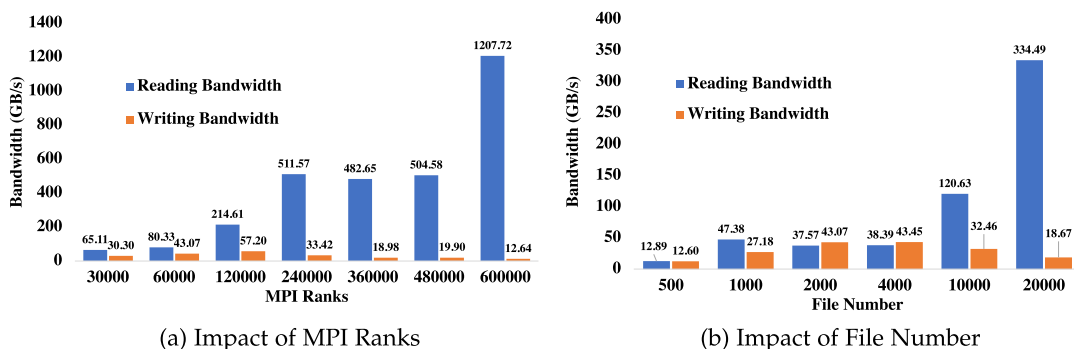 1400
1200
1000
800
600
400
200
0
Bandwidth (GB/s)
Reading Bandwidth
Writing Bandwidth
65.11 30.30 80.33 43.07 214.61 57.20 511.57 33.42 482.65 18.98 504.58 19.90 1207.72 12.64
30000 60000 120000 240000 360000 480000 600000
MPI Ranks
(a) Impact of MPI Ranks
400
350
300
250
200
150
100
50
0
Bandwidth (GB/s)
Reading Bandwidth
Writing Bandwidth
12.89 12.60 47.38 27.18 37.57 43.07 38.39 43.45 120.63 32.46 334.49 18.67
500 1000 2000 4000 10000 20000
File Number
(b) Impact of File Number